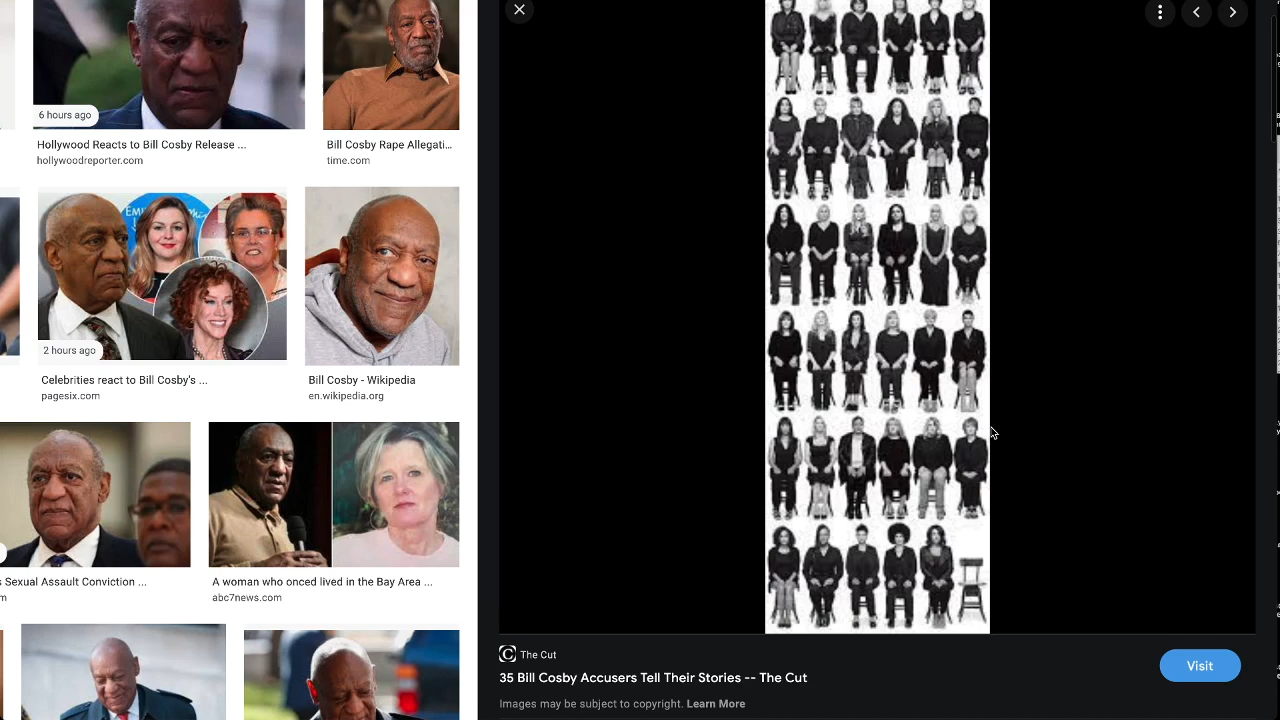 6 hours ago
Hollywood Reacts to Bill Cosby Release ...
hollywoodreporter.com
Bill Cosby Rape Allegati...
time.com
2 hours ago
Celebrities react to Bill Cosby's ...
pagesix.com
Bill Cosby - Wikipedia
en.wikipedia.org
s Sexual Assault Conviction ...
m
A woman who onced lived in the Bay Area ...
abc7news.com
The Cut
35 Bill Cosby Accusers Tell Their Stories -- The Cut
Visit
Images may be subject to copyright. Learn More